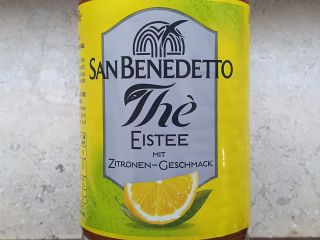 SAN BENEDETTO
Thè
EISTEE
MIT
ZITRONEN-GESCHMACK